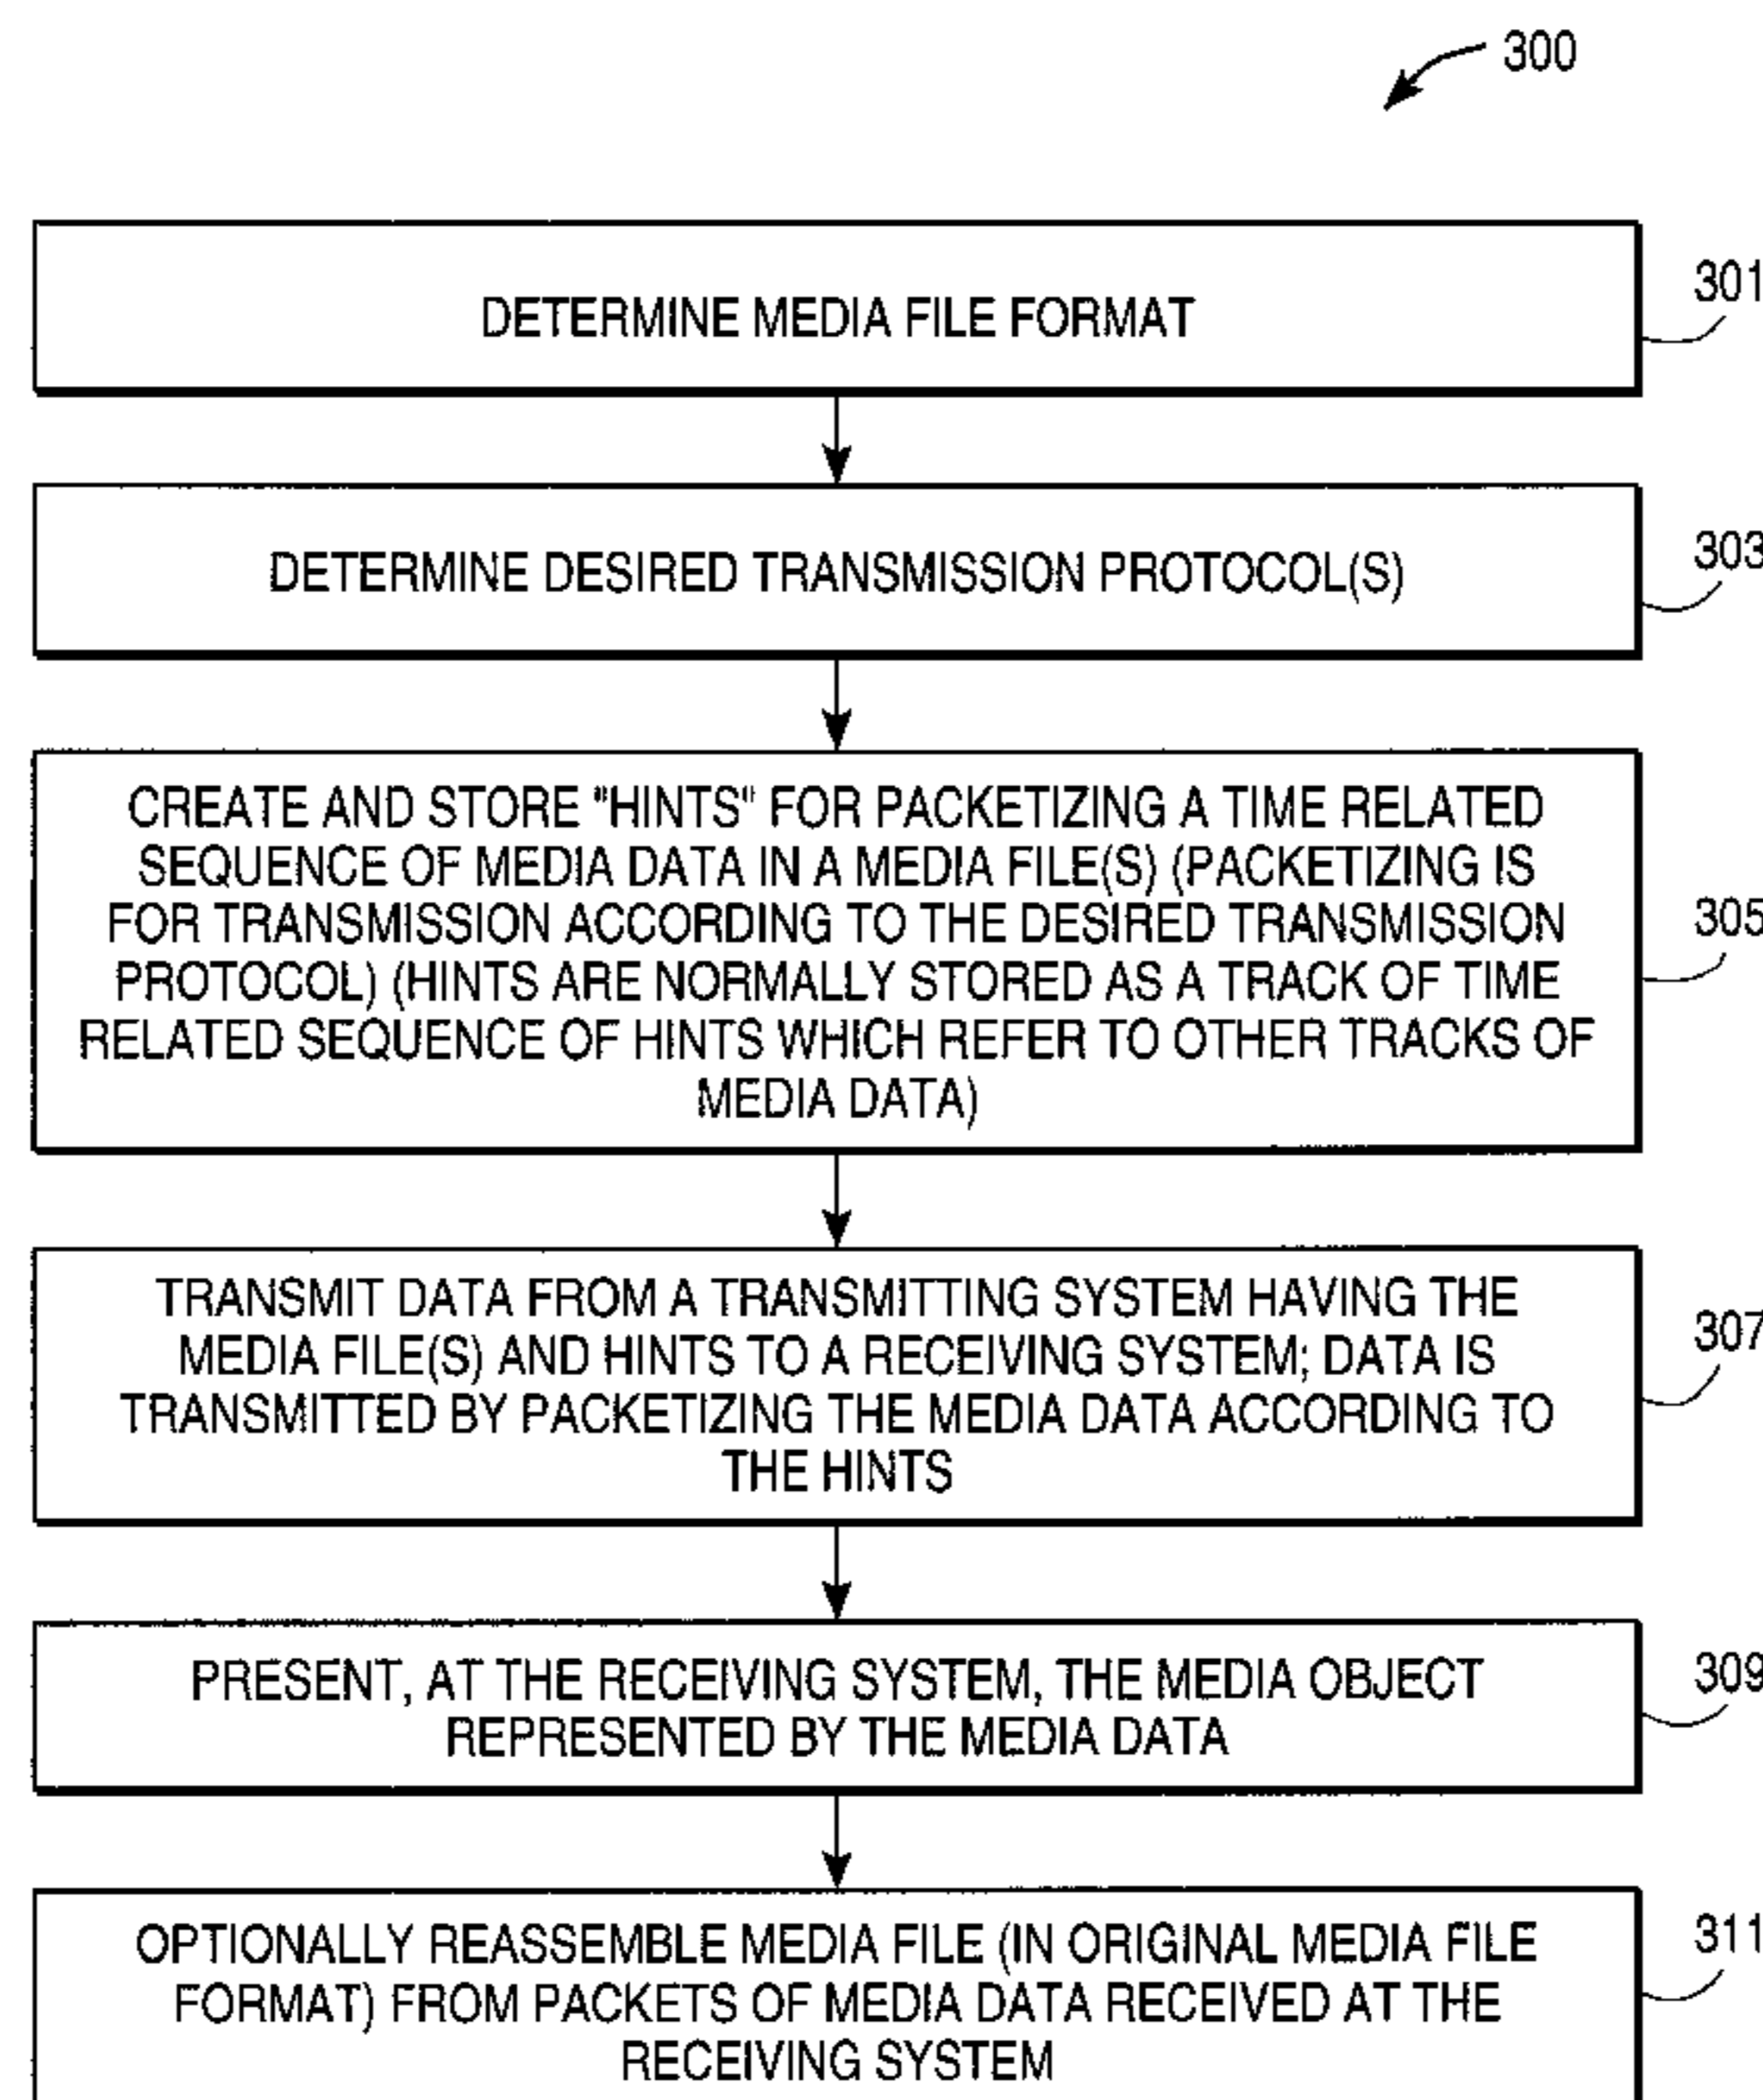 300
DETERMINE MEDIA FILE FORMAT
301
DETERMINE DESIRED TRANSMISSION PROTOCOL(S)
303
CREATE AND STORE "HINTS" FOR PACKETIZING A TIME RELATED
SEQUENCE OF MEDIA DATA IN A MEDIA FILE(S) (PACKETIZING IS
FOR TRANSMISSION ACCORDING TO THE DESIRED TRANSMISSION
PROTOCOL) (HINTS ARE NORMALLY STORED AS A TRACK OF TIME
RELATED SEQUENCE OF HINTS WHICH REFER TO OTHER TRACKS OF
MEDIA DATA)
305
TRANSMIT DATA FROM A TRANSMITTING SYSTEM HAVING THE
MEDIA FILE(S) AND HINTS TO A RECEIVING SYSTEM; DATA IS
TRANSMITTED BY PACKETIZING THE MEDIA DATA ACCORDING TO
THE HINTS
307
PRESENT, AT THE RECEIVING SYSTEM, THE MEDIA OBJECT
REPRESENTED BY THE MEDIA DATA
309
OPTIONALLY REASSEMBLE MEDIA FILE (IN ORIGINAL MEDIA FILE
FORMAT) FROM PACKETS OF MEDIA DATA RECEIVED AT THE
RECEIVING SYSTEM
311